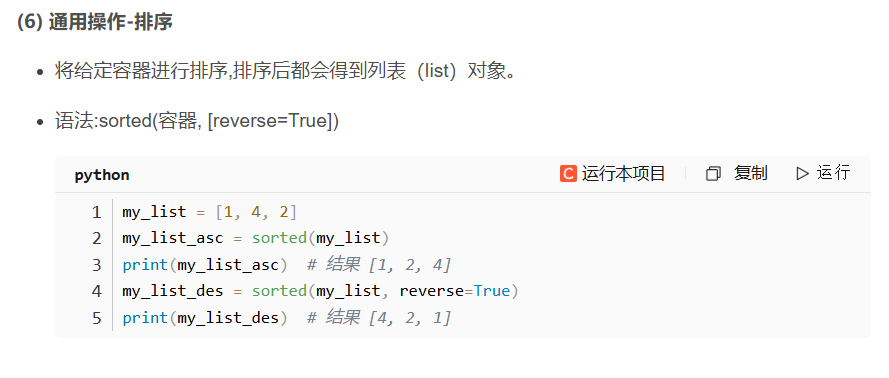 (6) 通用操作-排序
将给定容器进行排序,排序后都会得到列表（list）对象。
语法:sorted(容器, [reverse=True])
python C 运行本项目 复制 运行
1 my_list = [1, 4, 2]
2 my_list_asc = sorted(my_list)
3 print(my_list_asc)  # 结果 [1, 2, 4]
4 my_list_des = sorted(my_list, reverse=True)
5 print(my_list_des)  # 结果 [4, 2, 1]